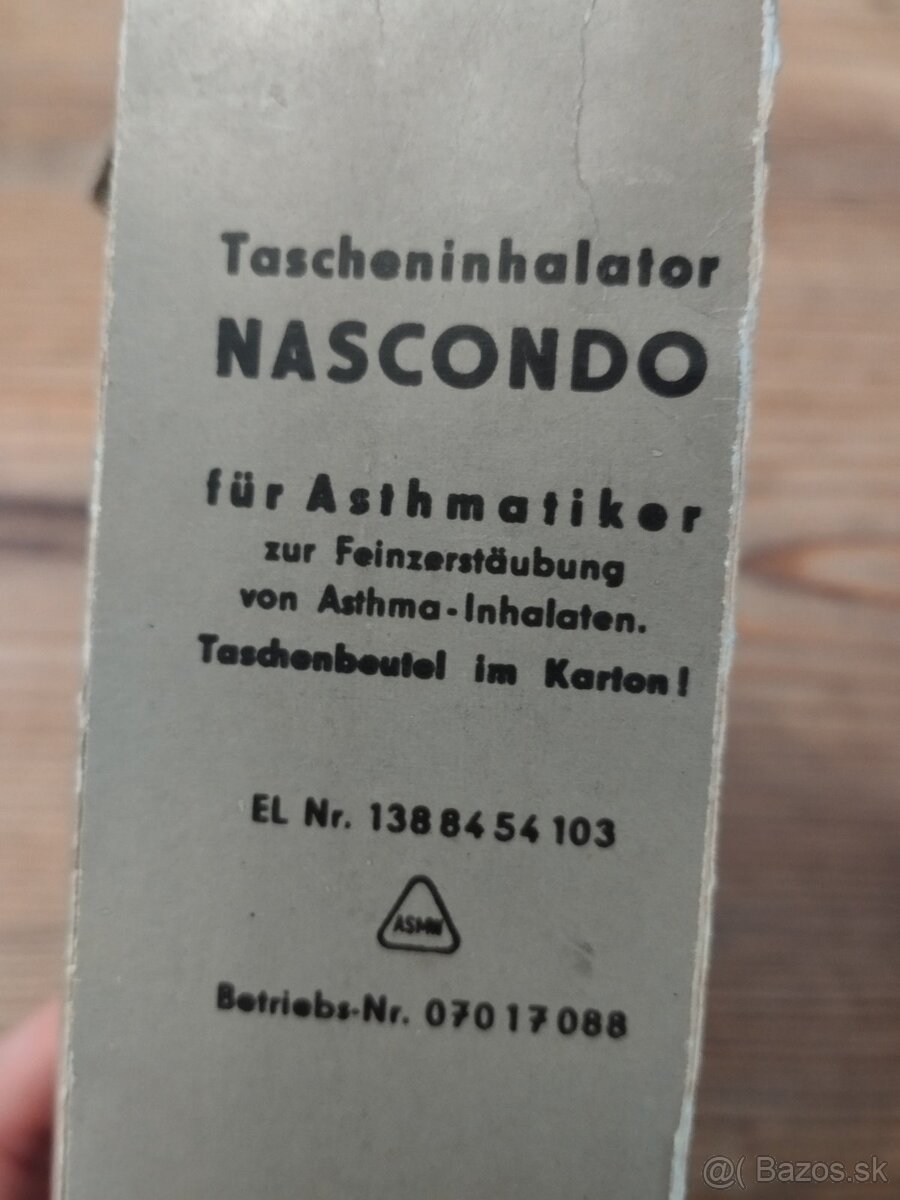 Tascheninhalator
NASCONDO
für Asthmatiker
zur Feinzerstäubung
von Asthma-Inhalaten.
Taschenbeutel im Karton!
EL Nr. 138 84 54 103
ASMW
Betriebs-Nr. 07017088
@( Bazos.sk